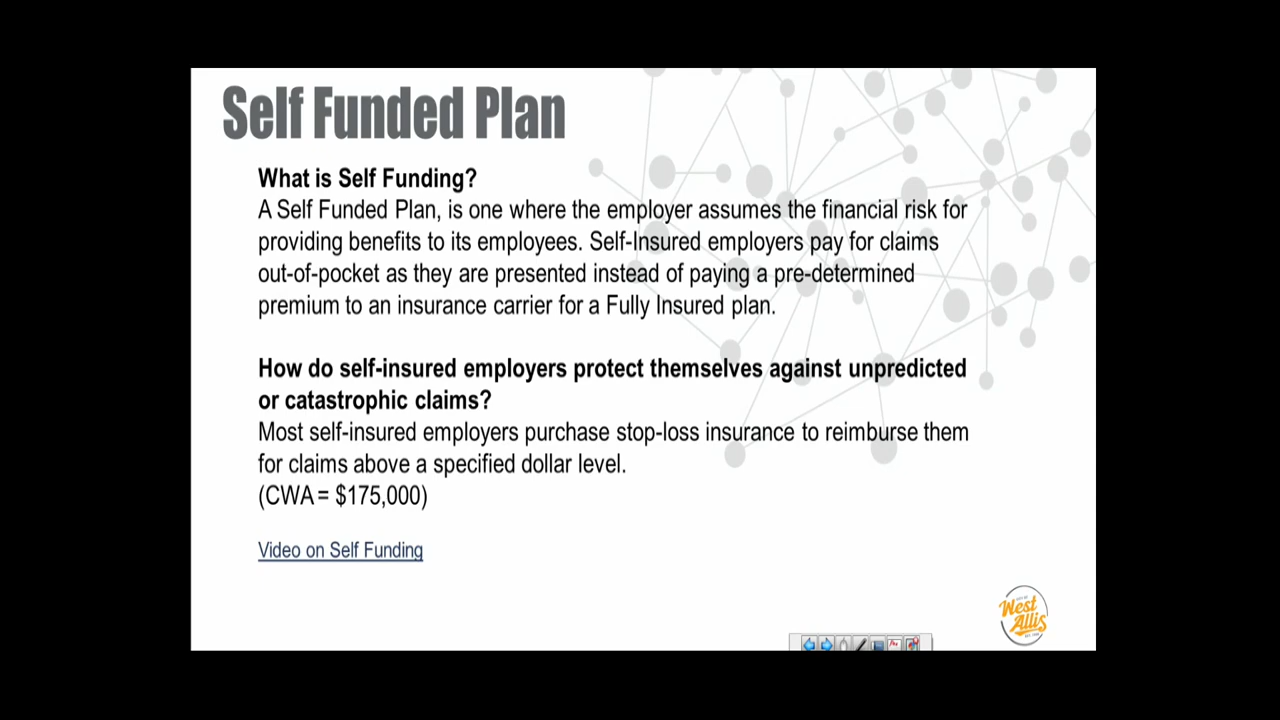 Self Funded Plan
What is Self Funding?
A Self Funded Plan, is one where the employer assumes the financial risk for
providing benefits to its employees. Self-Insured employers pay for claims
out-of-pocket as they are presented instead of paying a pre-determined
premium to an insurance carrier for a Fully Insured plan.
How do self-insured employers protect themselves against unpredicted
or catastrophic claims?
Most self-insured employers purchase stop-loss insurance to reimburse them
for claims above a specified dollar level.
(CWA = $175,000)
Video on Self Funding
West
Allis